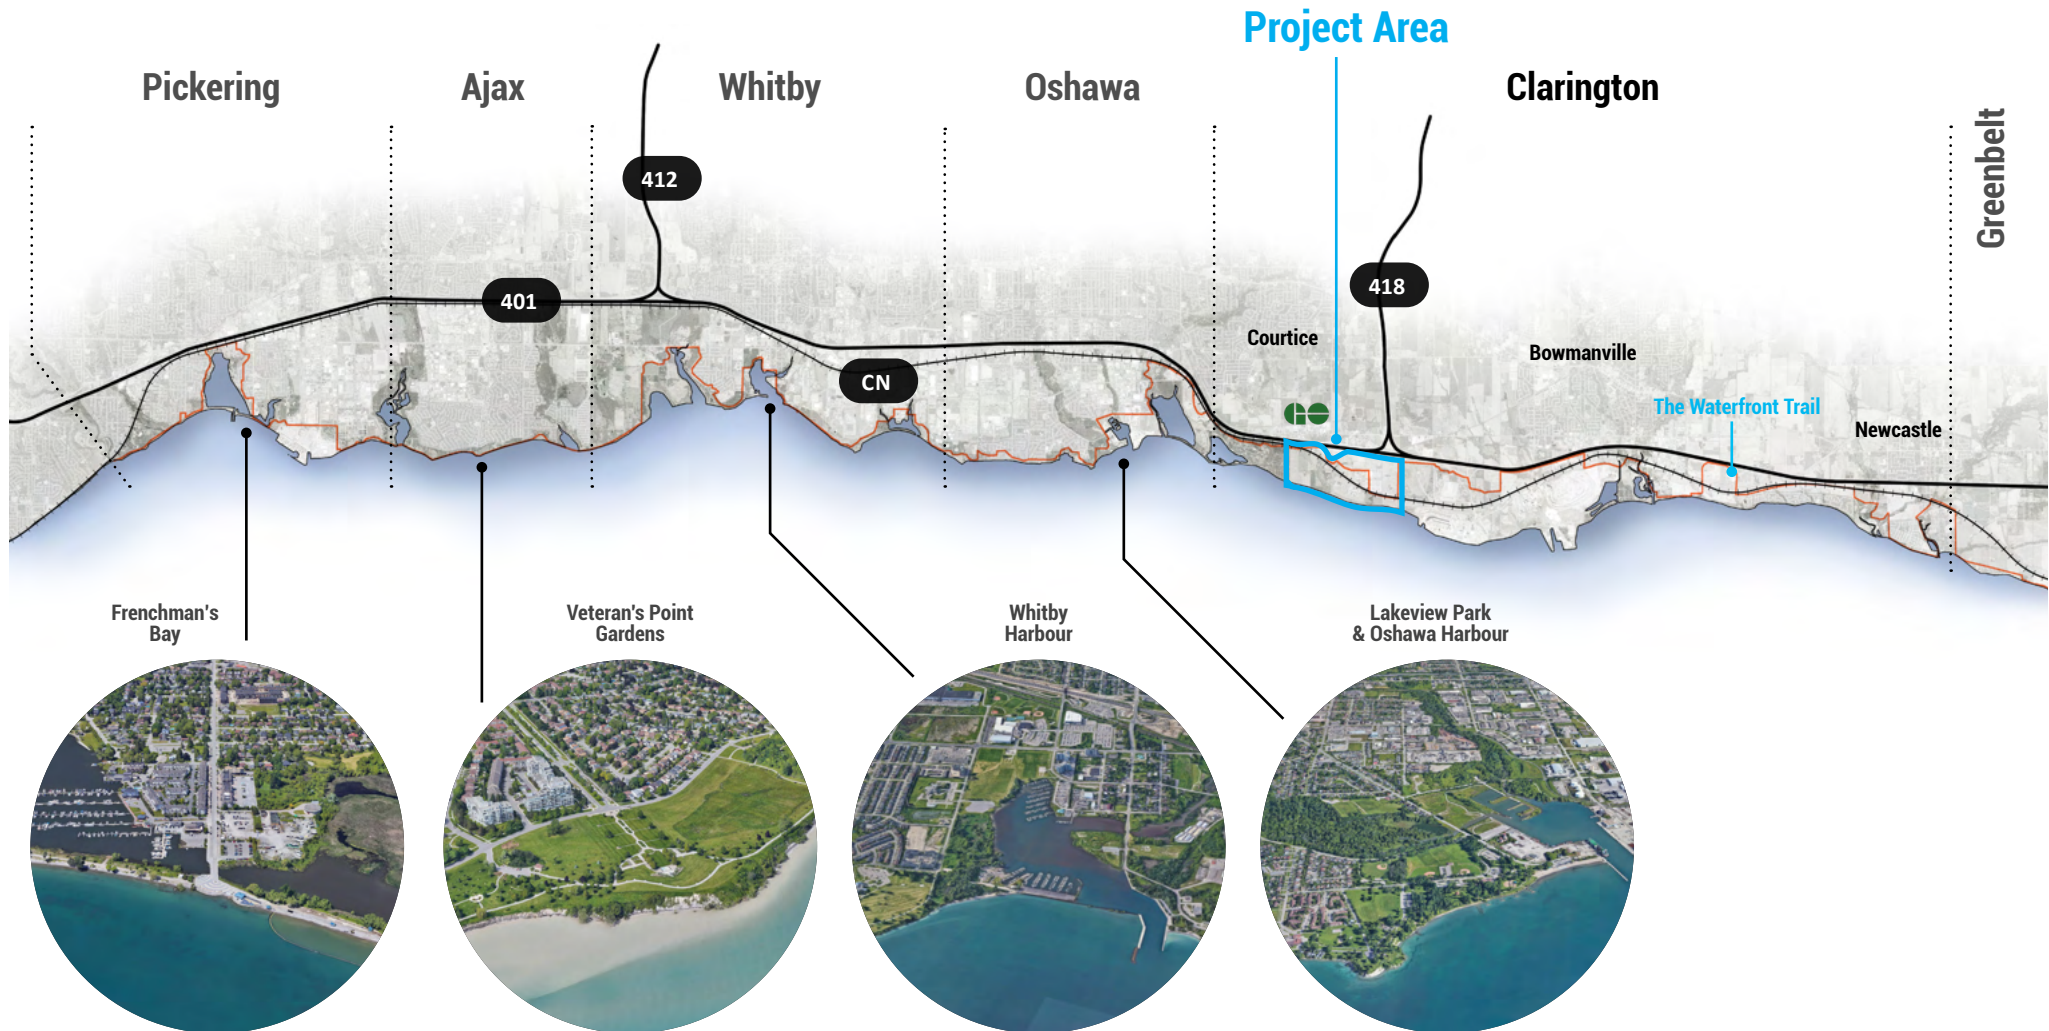 Project Area
Pickering
Ajax
Whitby
Oshawa
Clarington
Greenbelt
412
401
418
Courtice
Bowmanville
CN
GO
The Waterfront Trail
Newcastle
Frenchman's
Bay
Veteran's Point
Gardens
Whitby
Harbour
Lakeview Park
& Oshawa Harbour